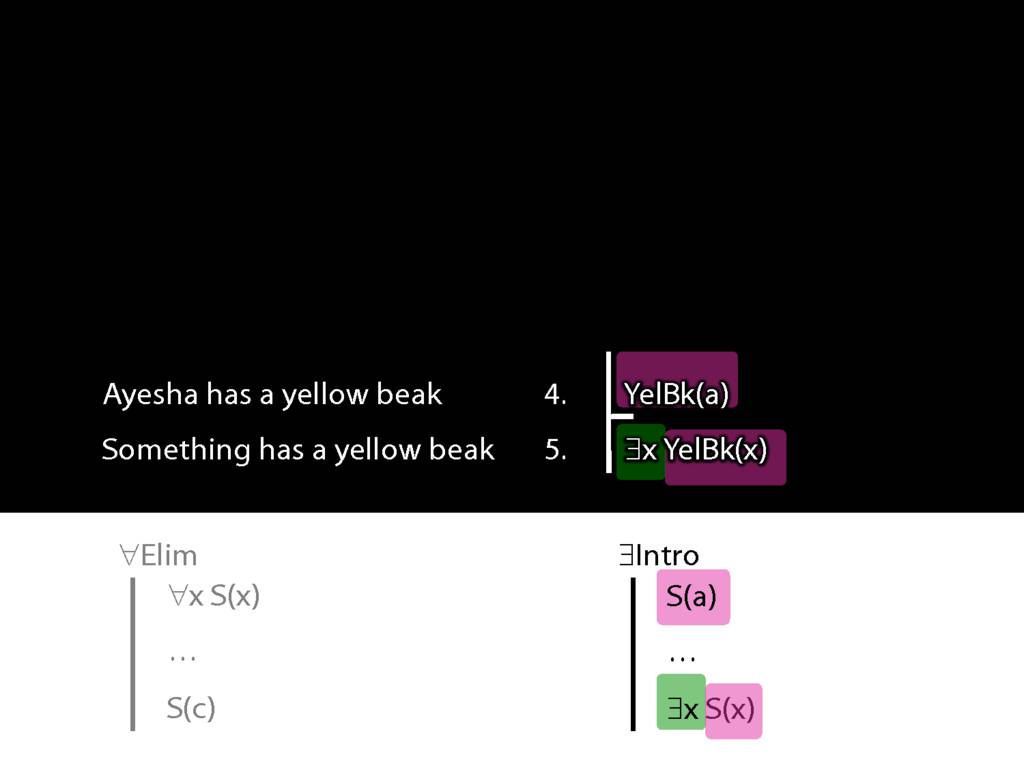 Ayesha has a yellow beak 4. YelBk(a)
Something has a yellow beak 5. ∃x YelBk(x)
∀Elim
∀x S(x)
…
S(c)
∃Intro
S(a)
…
∃x S(x)